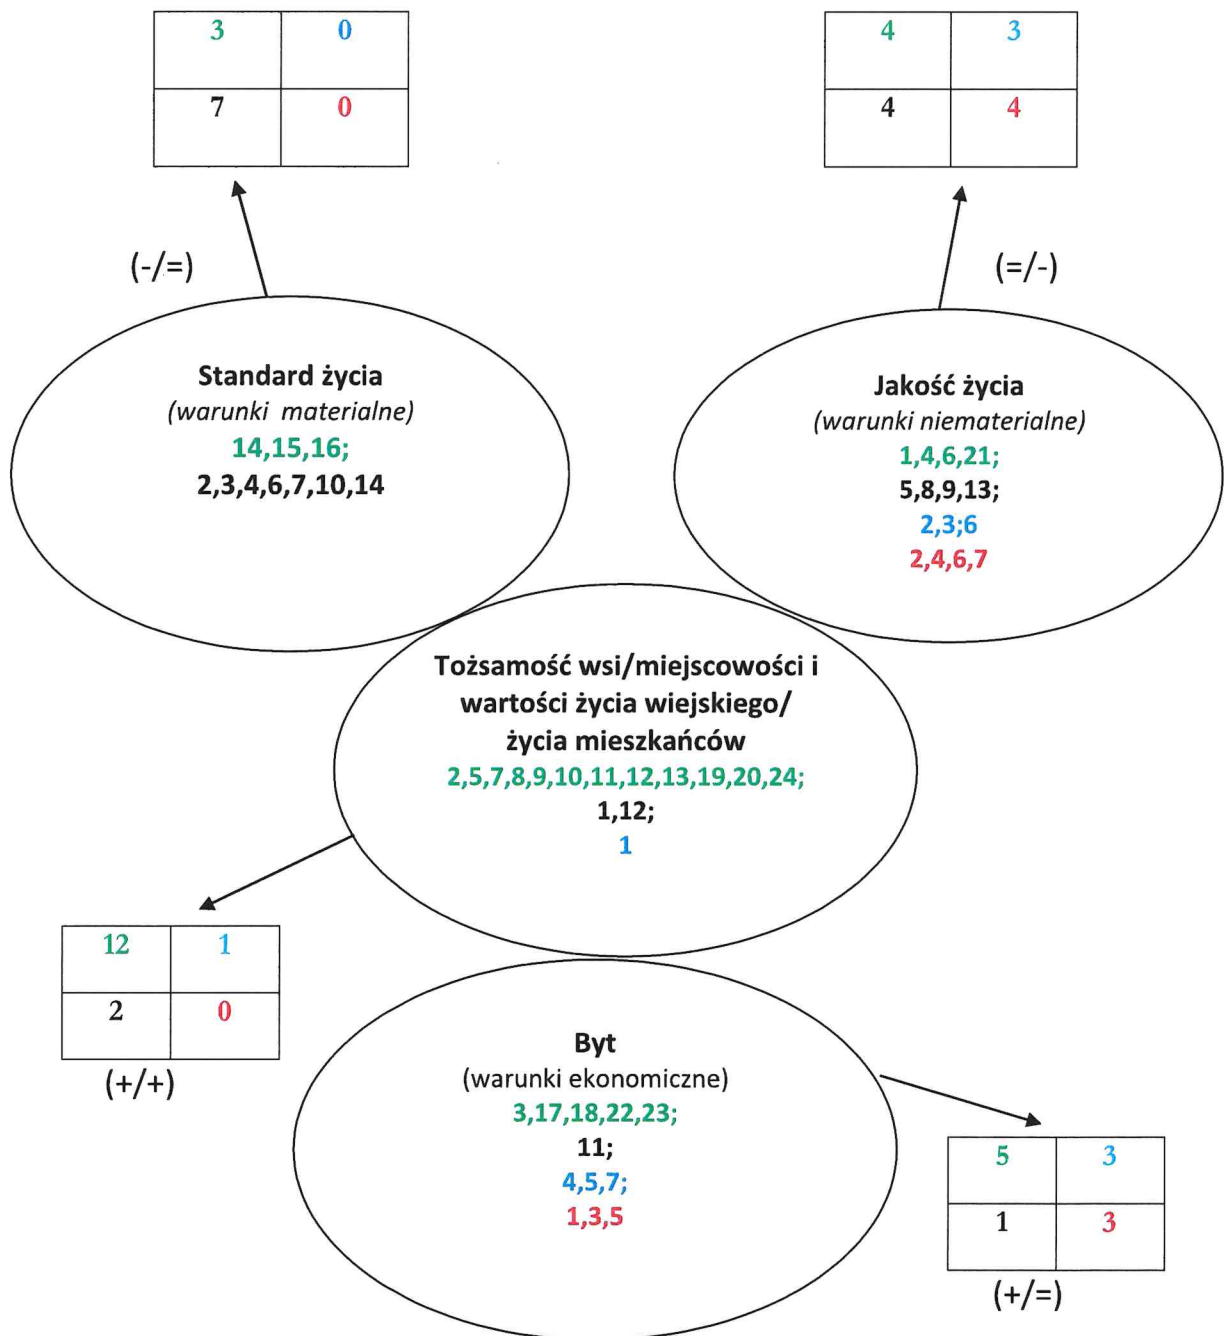 3 0
7 0
4 3
4 4
(-/=)
(=/-)
Standard życia
(warunki materialne)
14,15,16;
2,3,4,6,7,10,14
Jakość życia
(warunki niematerialne)
1,4,6,21;
5,8,9,13;
2,3;6
2,4,6,7
Tożsamość wsi/miejscowości i
wartości życia wiejskiego/
życia mieszkańców
2,5,7,8,9,10,11,12,13,19,20,24;
1,12;
1
12 1
2 0
(+/+)
Byt
(warunki ekonomiczne)
3,17,18,22,23;
11;
4,5,7;
1,3,5
5 3
1 3
(+/=)